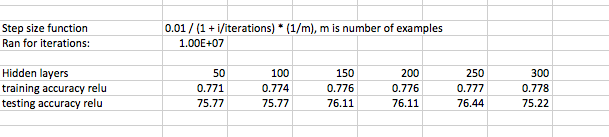 Step size function 0.01 / (1 + i/iterations) * (1/m), m is number of examples
Ran for iterations: 1.00E+07
Hidden layers 50 100 150 200 250 300
training accuracy relu 0.771 0.774 0.776 0.776 0.777 0.778
testing accuracy relu 75.77 75.77 76.11 76.11 76.44 75.22